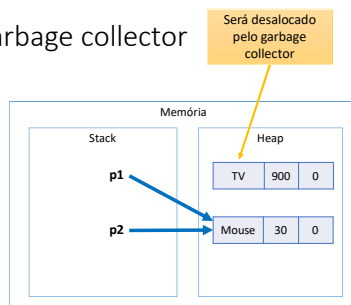 arbage collector
Será desalocado
pelo garbage
collector
Memória
Stack
Heap
p1
TV 900 0
p2
Mouse 30 0